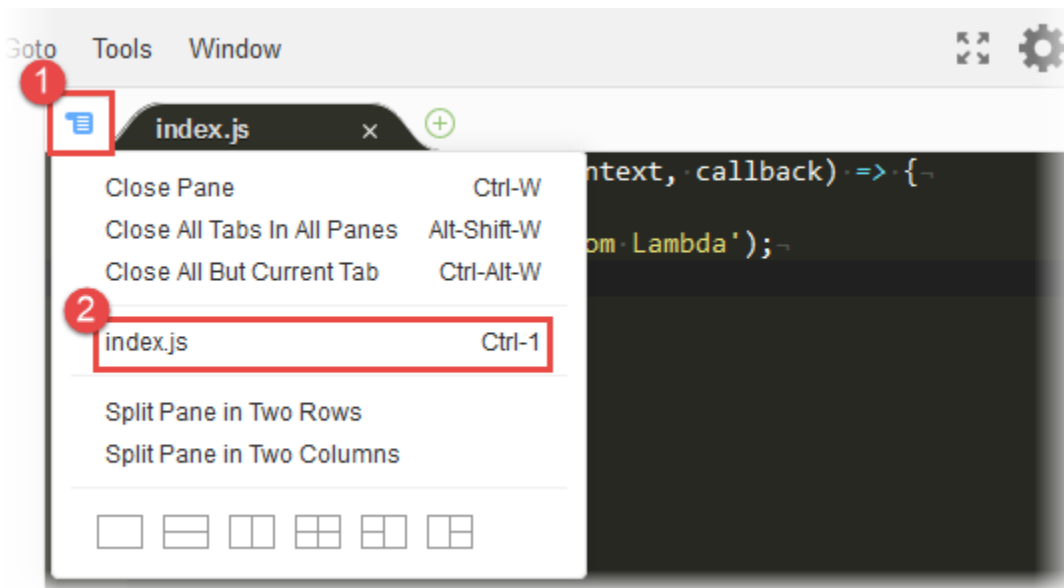 Goto Tools Window
1
index.js ×
Close Pane Ctrl-W
ntext, callback) => {¬
Close All Tabs In All Panes Alt-Shift-W
om Lambda');¬
Close All But Current Tab Ctrl-Alt-W
2
index.js Ctrl-1
Split Pane in Two Rows
Split Pane in Two Columns